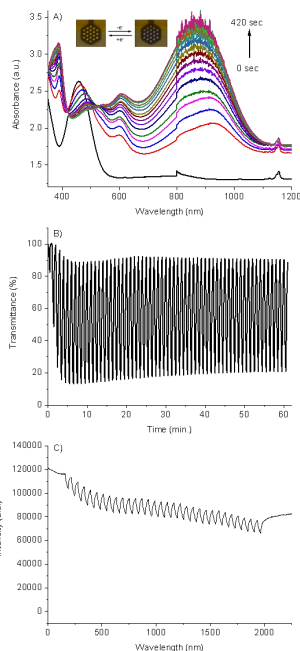 A)
-e⁻
+e⁻
420 sec
0 sec
3.5
3.0
2.5
2.0
1.5
Absorbance (a.u.)
400 600 800 1000 1200
Wavelength (nm)
B)
100
80
60
40
20
0
Transmittance (%)
0 10 20 30 40 50 60
Time (min.)
C)
140000
120000
100000
80000
60000
40000
20000
0
0 500 1000 1500 2000
Wavelength (nm)